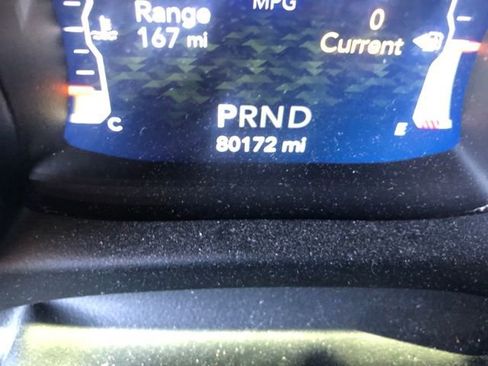 MPG
Range
167 mi
0
Current
PRND
C
E
80172 mi